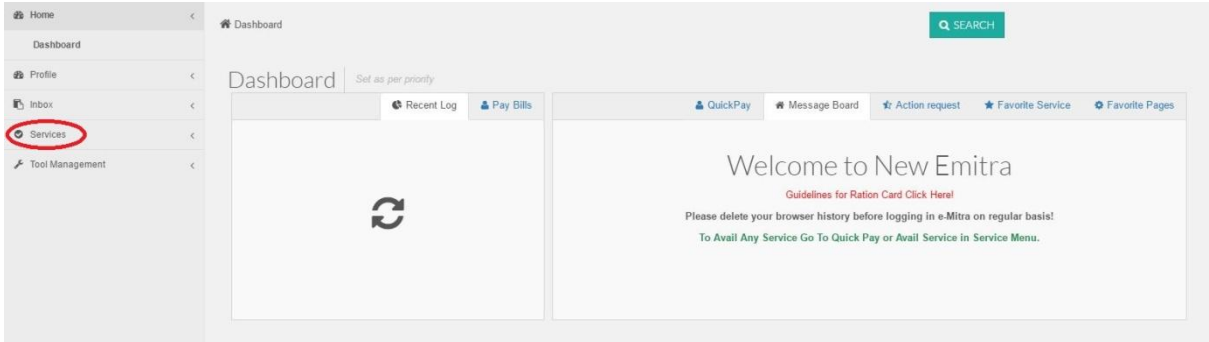 Home
Dashboard
Profile
Inbox
Services
Tool Management
Dashboard
SEARCH
Dashboard Set as per priority
Recent Log Pay Bills
QuickPay Message Board Action request Favorite Service Favorite Pages
Welcome to New Emitra
Guidelines for Ration Card Click Here!
Please delete your browser history before logging in e-Mitra on regular basis!
To Avail Any Service Go To Quick Pay or Avail Service in Service Menu.